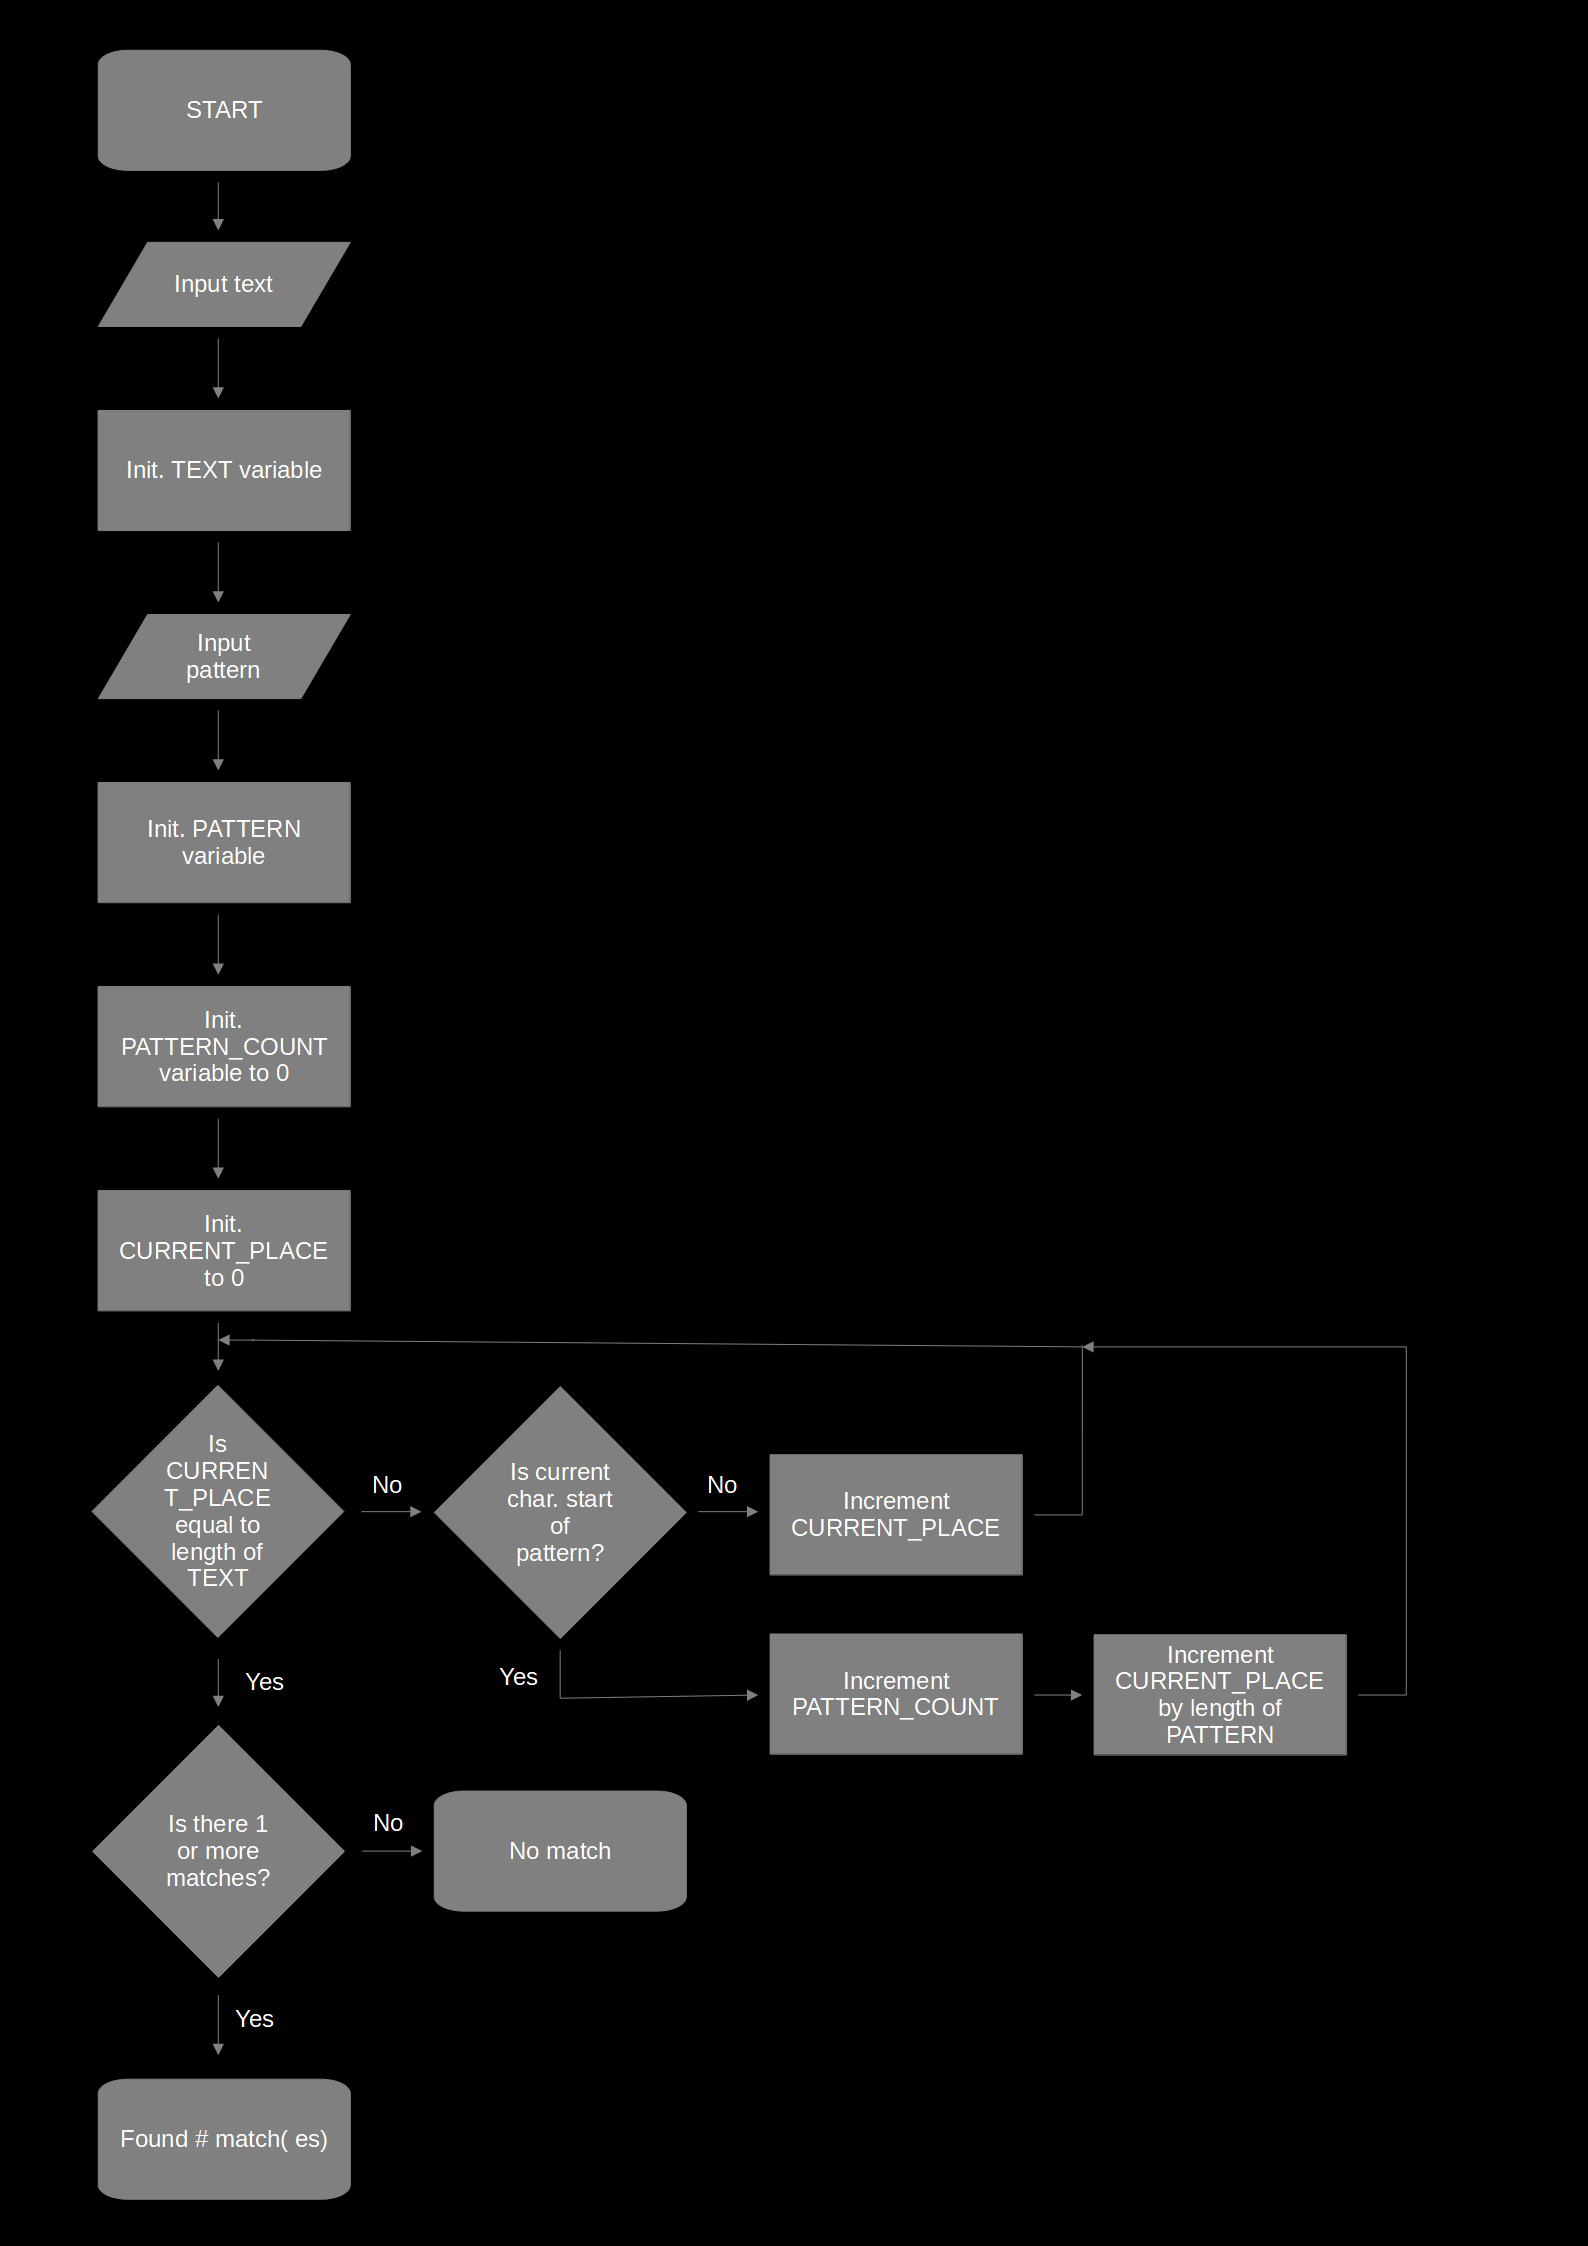 START
Input text
Init. TEXT variable
Input
pattern
Init. PATTERN
variable
Init.
PATTERN_COUNT
variable to 0
Init.
CURRENT_PLACE
to 0
Is
CURREN
T_PLACE
equal to
length of
TEXT
No
Is current
char. start
of
pattern?
No
Increment
CURRENT_PLACE
Yes
Increment
PATTERN_COUNT
Increment
CURRENT_PLACE
by length of
PATTERN
Yes
Is there 1
or more
matches?
No
No match
Yes
Found # match( es)